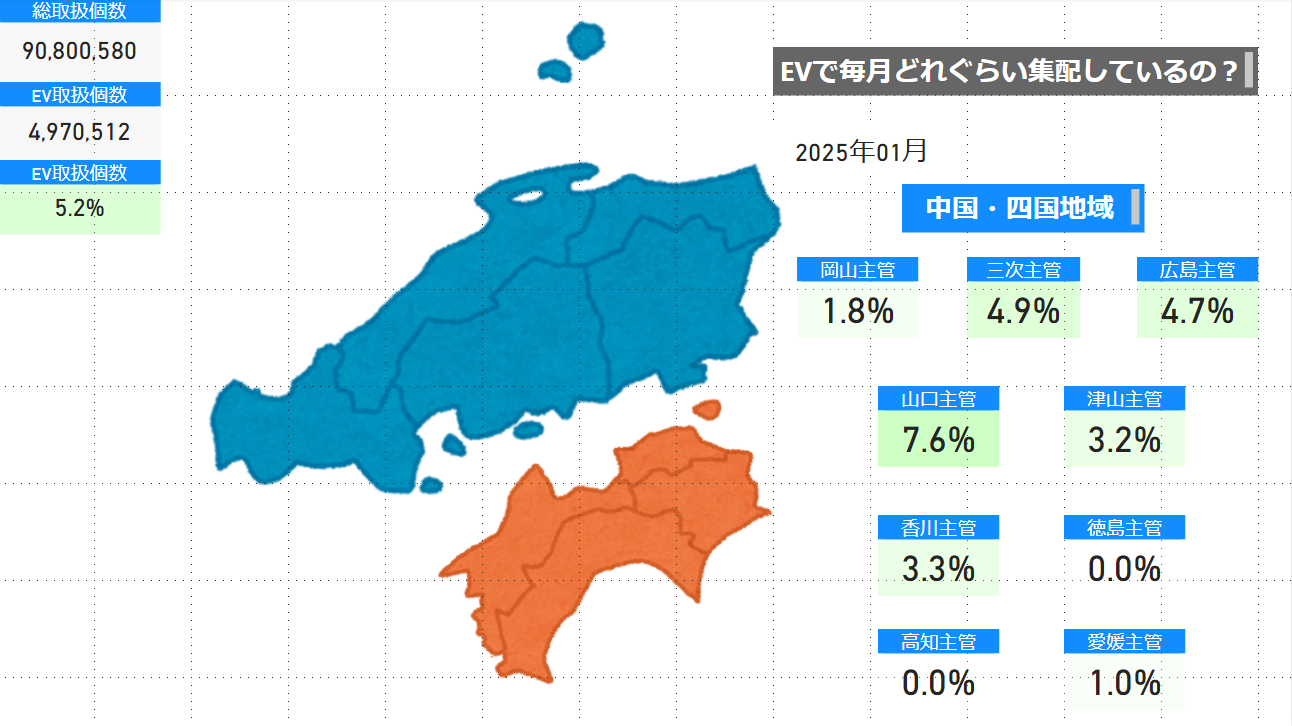 総取扱個数
90,800,580
EV取扱個数
4,970,512
EV取扱個数
5.2%
EVで毎月どれぐらい集配しているの？
2025年01月
中国・四国地域
岡山主管
1.8%
三次主管
4.9%
広島主管
4.7%
山口主管
7.6%
津山主管
3.2%
香川主管
3.3%
徳島主管
0.0%
高知主管
0.0%
愛媛主管
1.0%